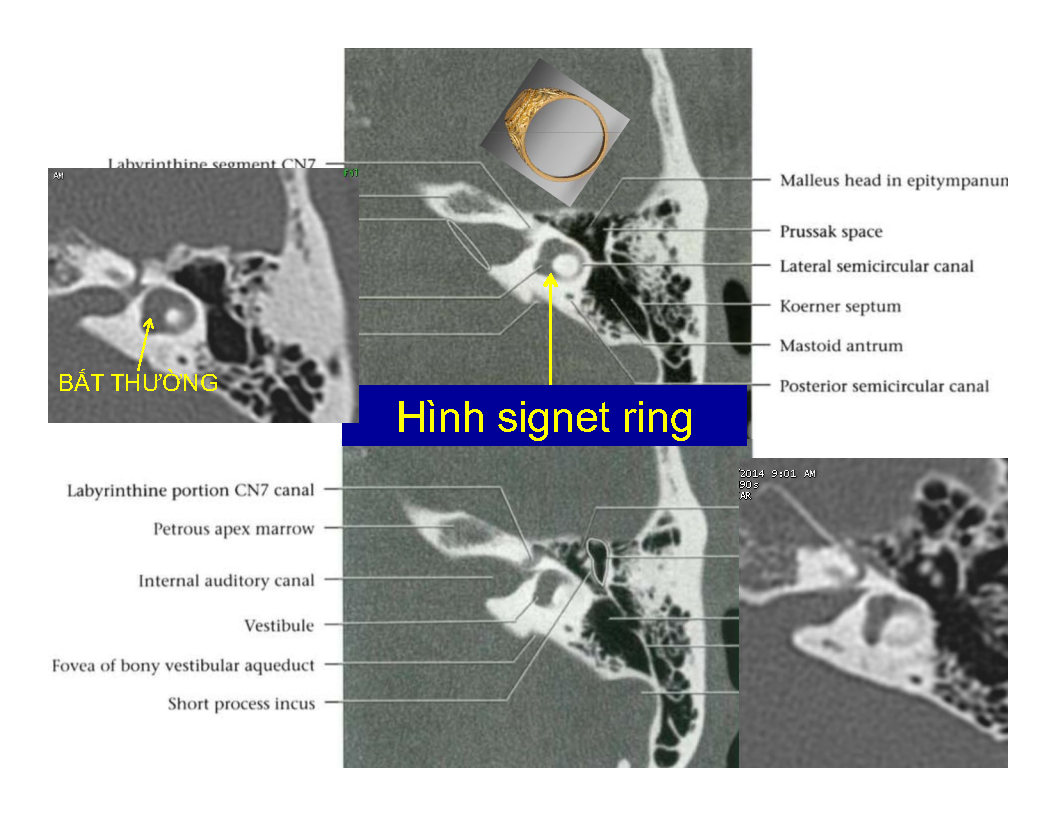 Labyrinthine segment CN7
AM
Malleus head in epitympanum
Prussak space
Lateral semicircular canal
Koerner septum
Mastoid antrum
Posterior semicircular canal
BẤT THƯỜNG
Hình signet ring
Labyrinthine portion CN7 canal
Petrous apex marrow
Internal auditory canal
Vestibule
Fovea of bony vestibular aqueduct
Short process incus
2014 9:01 AM
90s
AR